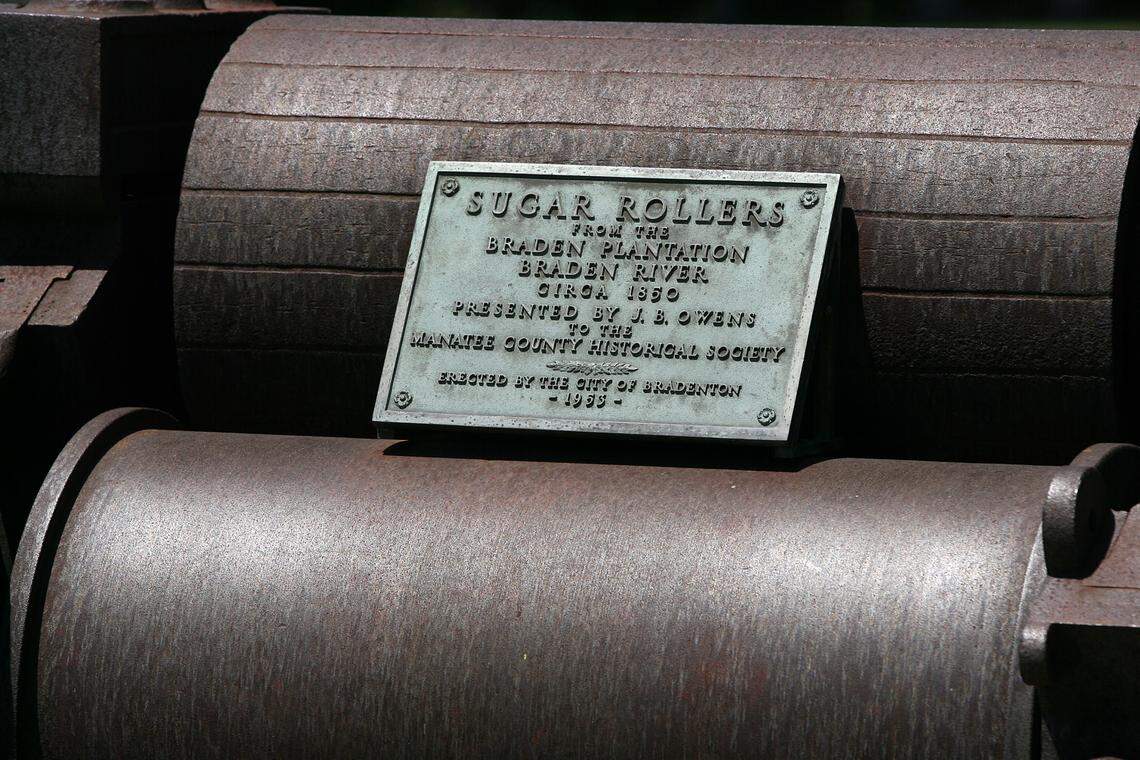 SUGAR ROLLERS
FROM THE
BRADEN PLANTATION
BRADEN RIVER
CIRCA 1850
PRESENTED BY J. B. OWENS
TO THE
MANATEE COUNTY HISTORICAL SOCIETY
ERECTED BY THE CITY OF BRADENTON
- 1953 -